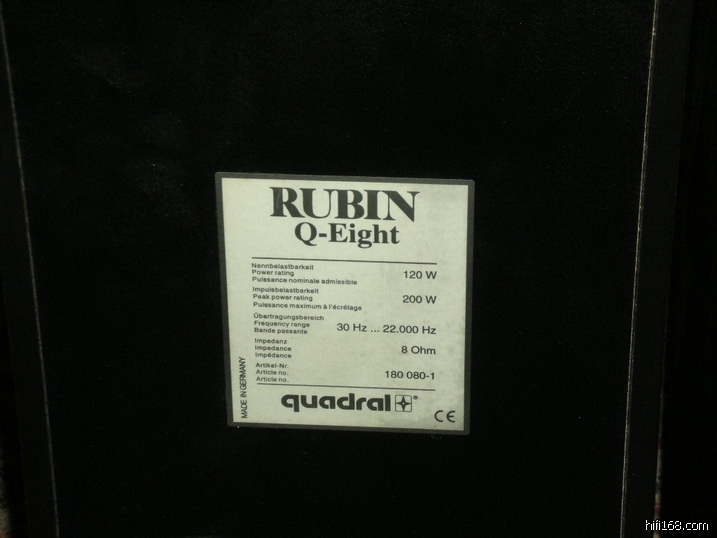 RUBIN
Q-Eight
Nennbelastbarkeit
Power rating
Puissance nominale admissible
120 W
Impulsbelastbarkeit
Peak power rating
Puissance maximum à l'écrêtage
200 W
Übertragungsbereich
Frequency range
Bande passante
30 Hz ... 22.000 Hz
Impedanz
Impedance
Impédance
8 Ohm
Artikel-Nr.
Article no.
Article no.
180 080-1
MADE IN GERMANY
quadral ®
CE
hifi168.com